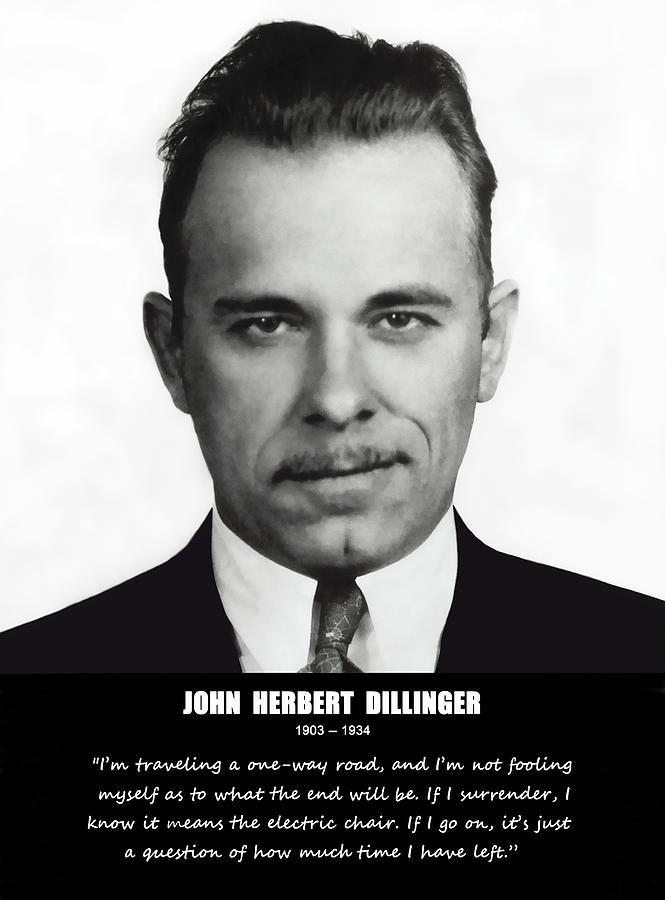 JOHN HERBERT DILLINGER
1903 – 1934
"I'm traveling a one-way road, and I'm not fooling
myself as to what the end will be. If I surrender, I
know it means the electric chair. If I go on, it's just
a question of how much time I have left.”